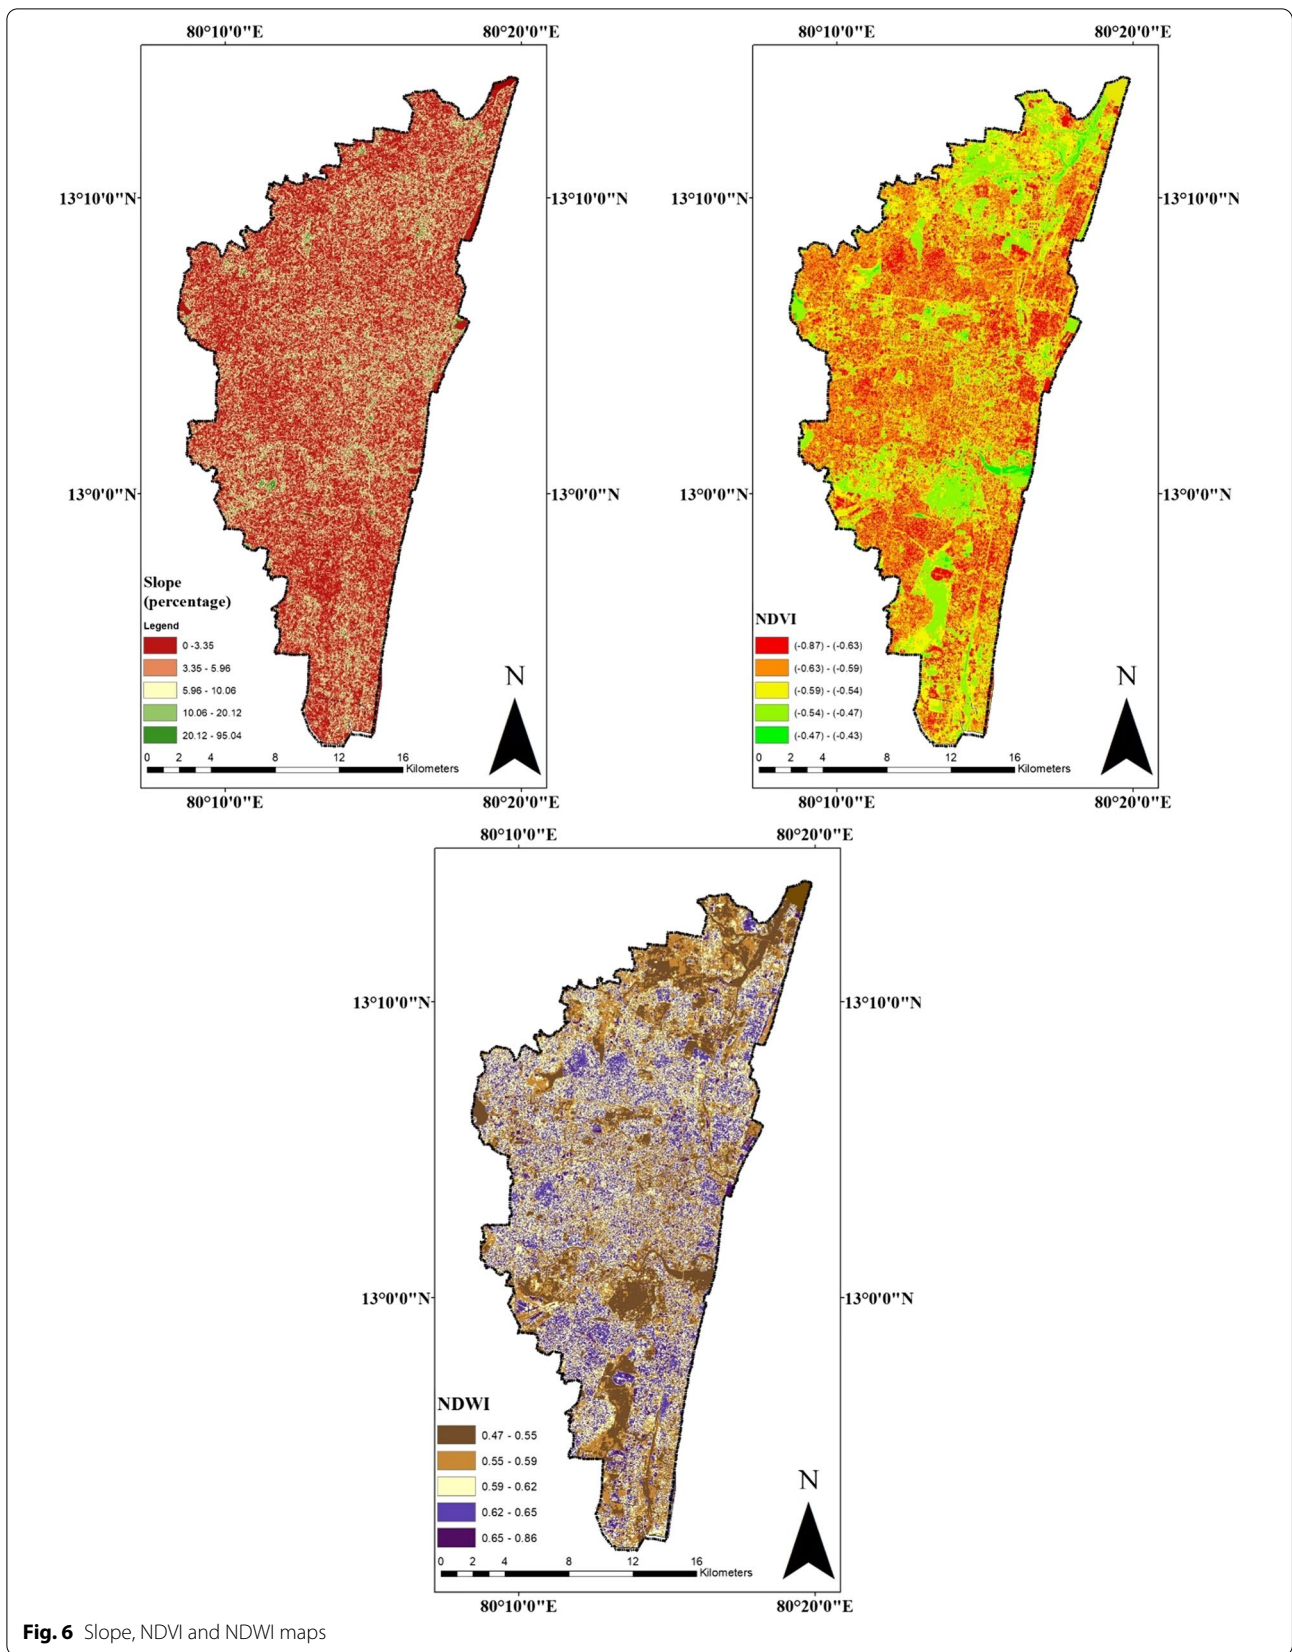 80°10'0"E 80°20'0"E
13°10'0"N 13°10'0"N
13°0'0"N 13°0'0"N
Slope
(percentage)
Legend
0 -3.35
3.35 - 5.96
5.96 - 10.06
10.06 - 20.12
20.12 - 95.04
N
0 2 4 8 12 16
Kilometers
80°10'0"E 80°20'0"E
80°10'0"E 80°20'0"E
13°10'0"N 13°10'0"N
13°0'0"N 13°0'0"N
NDVI
(-0.87) - (-0.63)
(-0.63) - (-0.59)
(-0.59) - (-0.54)
(-0.54) - (-0.47)
(-0.47) - (-0.43)
N
0 2 4 8 12 16
Kilometers
80°10'0"E 80°20'0"E
80°10'0"E 80°20'0"E
13°10'0"N 13°10'0"N
13°0'0"N 13°0'0"N
NDWI
0.47 - 0.55
0.55 - 0.59
0.59 - 0.62
0.62 - 0.65
0.65 - 0.86
N
0 2 4 8 12 16
Kilometers
80°10'0"E 80°20'0"E
Fig. 6 Slope, NDVI and NDWI maps